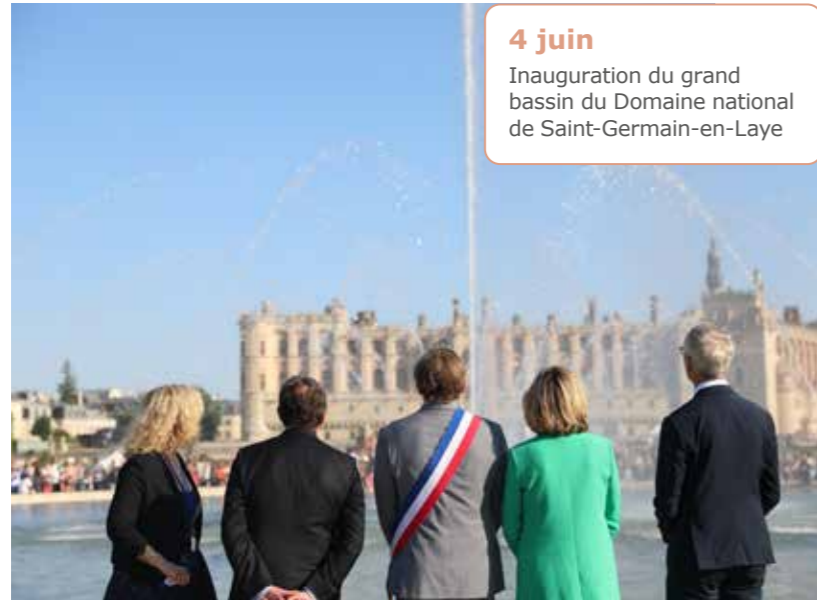 4 juin
Inauguration du grand
bassin du Domaine national
de Saint-Germain-en-Laye